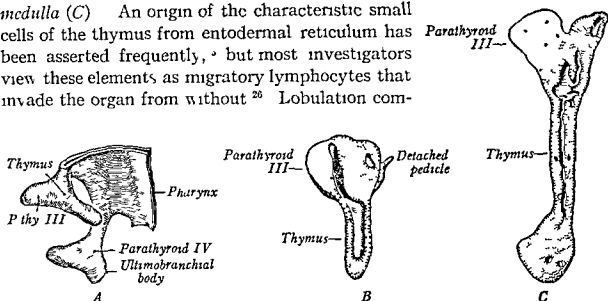 medulla (C) An origin of the characteristic small
cells of the thymus from entodermal reticulum has
been asserted frequently, but most investigators
view these elements as migratory lymphocytes that
invade the organ from without 26 Lobulation com-
Parathyroid
III
Thymus
Thymus
P thy III
Pharynx
Parathyroid IV
Ultimobranchial
body
A
Parathyroid
III
Detached
pedicle
Thymus
B
C